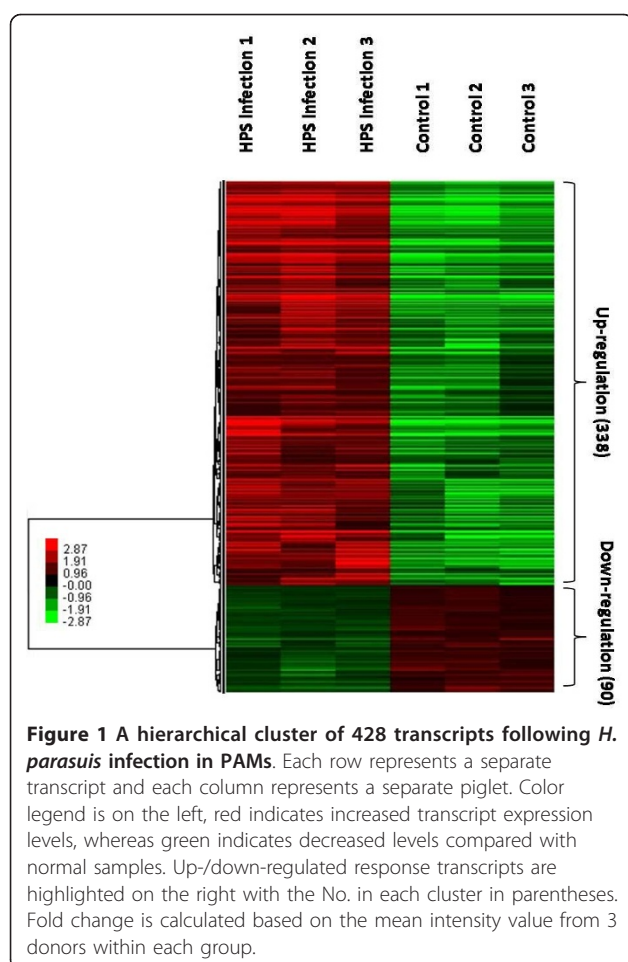 HPS Infection 1
HPS Infection 2
HPS Infection 3
Control 1
Control 2
Control 3
Up-regulation (338)
Down-regulation (90)
2.87
1.91
0.96
-0.00
-0.96
-1.91
-2.87
Figure 1 A hierarchical cluster of 428 transcripts following H.
parasuis infection in PAMs. Each row represents a separate
transcript and each column represents a separate piglet. Color
legend is on the left, red indicates increased transcript expression
levels, whereas green indicates decreased levels compared with
normal samples. Up-/down-regulated response transcripts are
highlighted on the right with the No. in each cluster in parentheses.
Fold change is calculated based on the mean intensity value from 3
donors within each group.